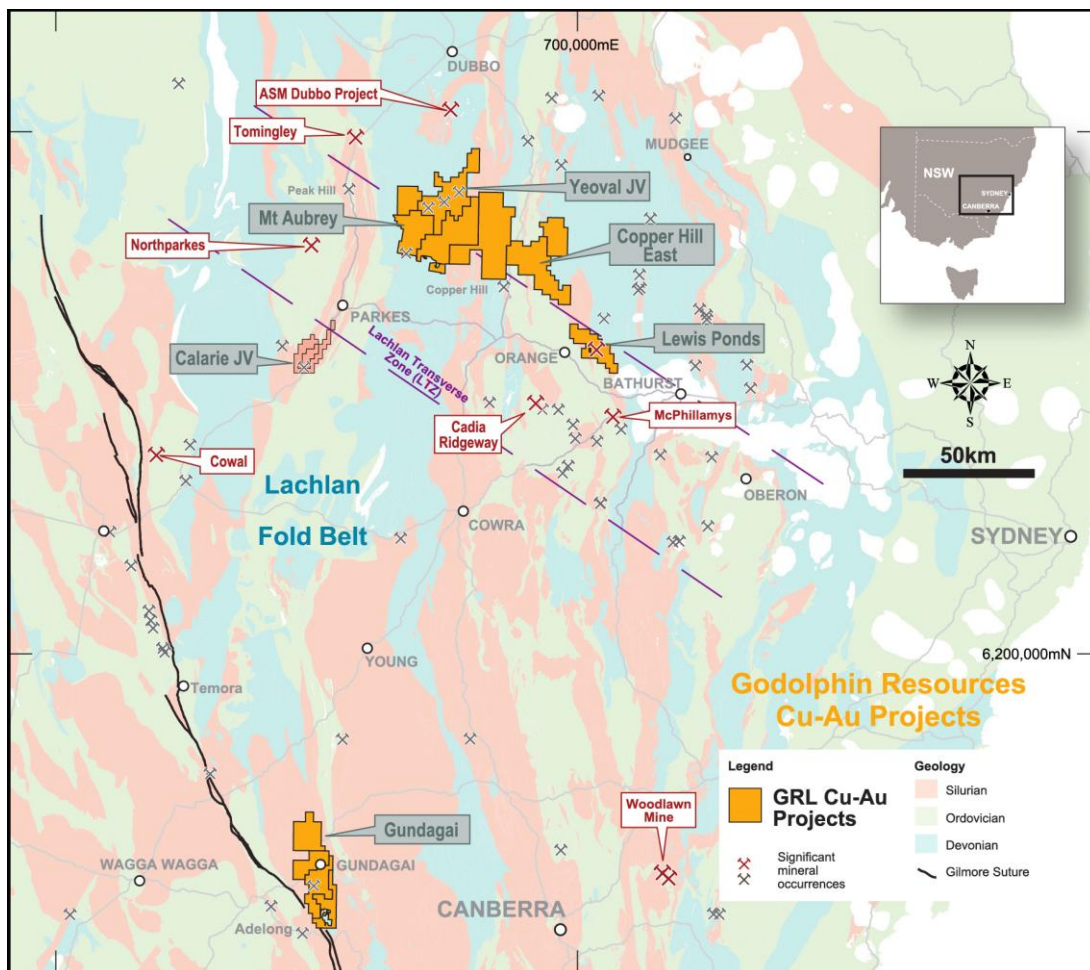 700,000mE
DUBBO
ASM Dubbo Project
Tomingley
MUDGEE
NSW
SYDNEY
CANBERRA
Peak Hill
Yeoval JV
Mt Aubrey
Northparkes
Copper Hill
East
Copper Hill
PARKES
Lachlan Transverse
Zone (LTZ)
Calarie JV
ORANGE
Lewis Ponds
BATHURST
N
W
E
S
Cadia
Ridgeway
McPhillamys
50km
Cowal
Lachlan
Fold Belt
OBERON
COWRA
SYDNEY
YOUNG
6,200,000mN
Temora
Godolphin Resources
Cu-Au Projects
Legend
GRL Cu-Au
Projects
Significant
mineral
occurrences
Geology
Silurian
Ordovician
Devonian
Gilmore Suture
Woodlawn
Mine
Gundagai
WAGGA WAGGA
GUNDAGAI
CANBERRA
Adelong